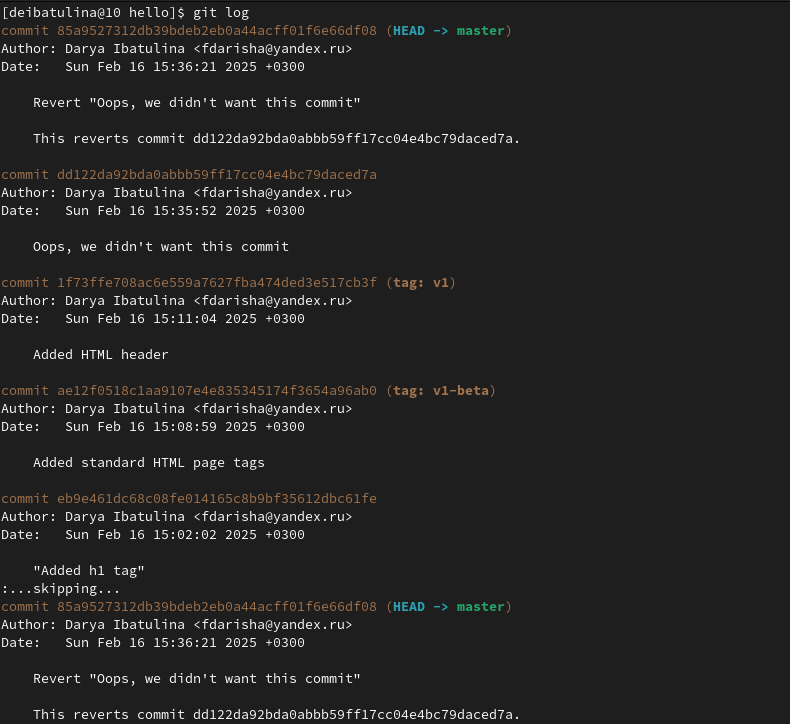 [deibatulina@10 hello]$ git log
commit 85a9527312db39bdeb2eb0a44acff01f6e66df08 (HEAD -> master)
Author: Darya Ibatulina <fdarisha@yandex.ru>
Date:   Sun Feb 16 15:36:21 2025 +0300
    Revert "Oops, we didn't want this commit"
    This reverts commit dd122da92bda0abbb59ff17cc04e4bc79daced7a.
commit dd122da92bda0abbb59ff17cc04e4bc79daced7a
Author: Darya Ibatulina <fdarisha@yandex.ru>
Date:   Sun Feb 16 15:35:52 2025 +0300
    Oops, we didn't want this commit
commit 1f73ffe708ac6e559a7627fba474ded3e517cb3f (tag: v1)
Author: Darya Ibatulina <fdarisha@yandex.ru>
Date:   Sun Feb 16 15:11:04 2025 +0300
    Added HTML header
commit ae12f0518c1aa9107e4e835345174f3654a96ab0 (tag: v1-beta)
Author: Darya Ibatulina <fdarisha@yandex.ru>
Date:   Sun Feb 16 15:08:59 2025 +0300
    Added standard HTML page tags
commit eb9e461dc68c08fe014165c8b9bf35612dbc61fe
Author: Darya Ibatulina <fdarisha@yandex.ru>
Date:   Sun Feb 16 15:02:02 2025 +0300
    "Added h1 tag"
:...skipping...
commit 85a9527312db39bdeb2eb0a44acff01f6e66df08 (HEAD -> master)
Author: Darya Ibatulina <fdarisha@yandex.ru>
Date:   Sun Feb 16 15:36:21 2025 +0300
    Revert "Oops, we didn't want this commit"
    This reverts commit dd122da92bda0abbb59ff17cc04e4bc79daced7a.